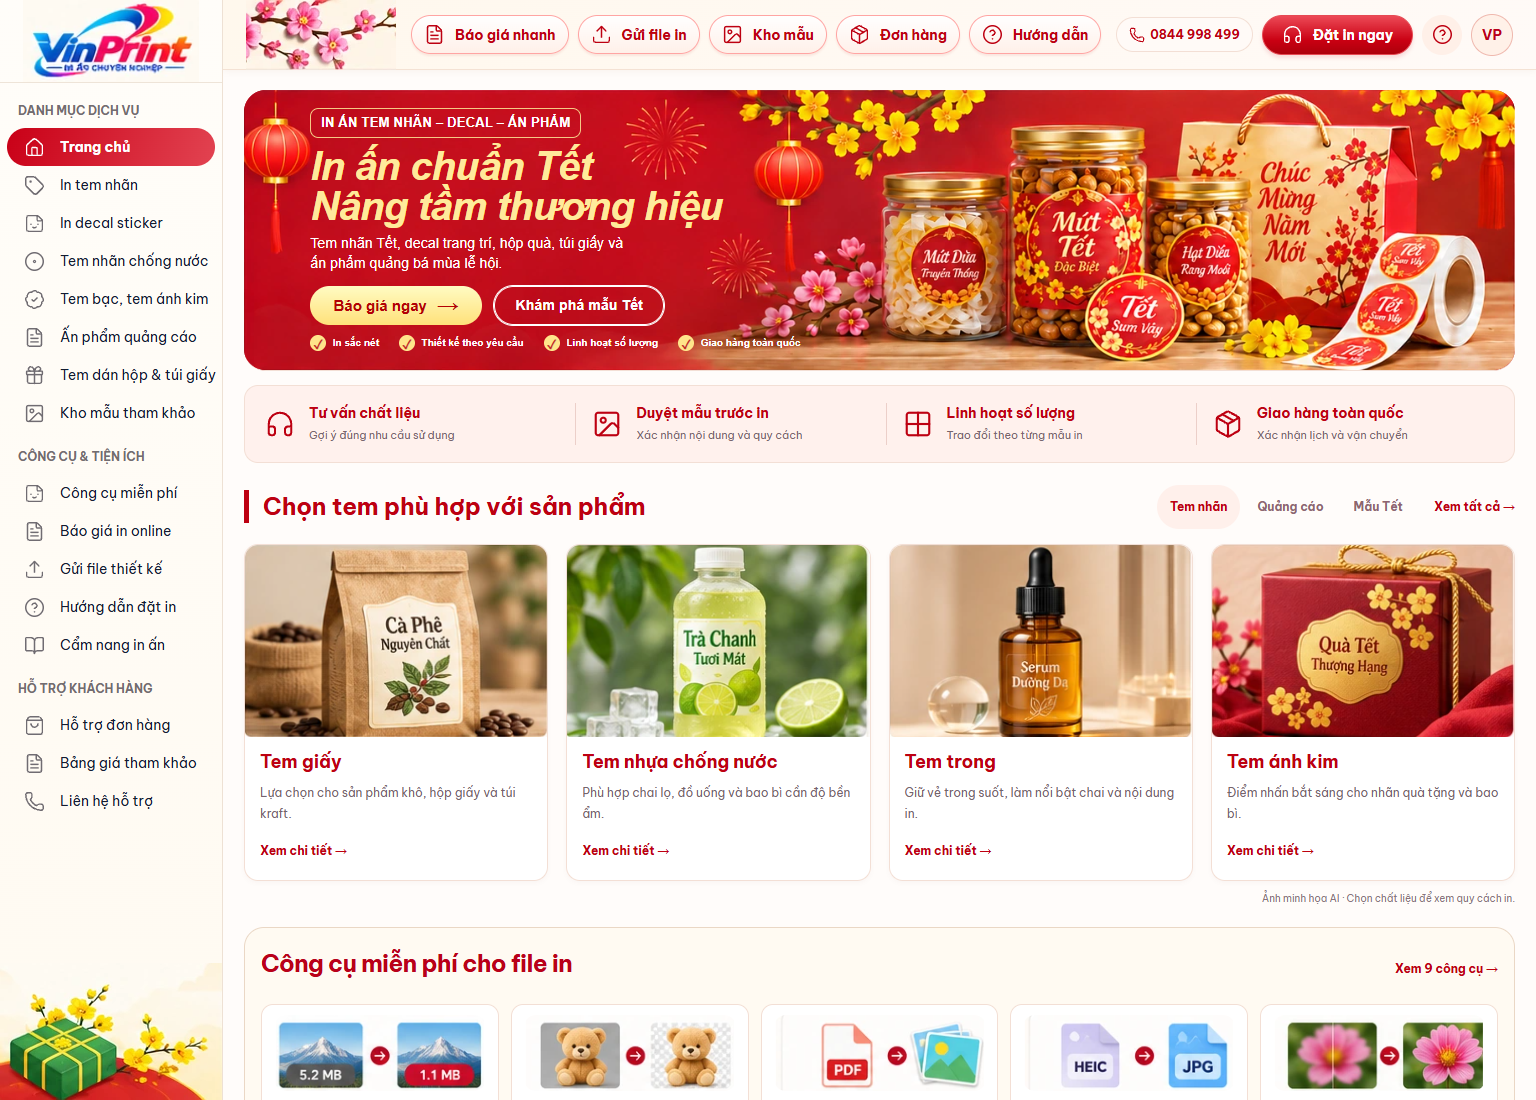 VinPrint
IN ẤN CHUYÊN NGHIỆP
Báo giá nhanh
Gửi file in
Kho mẫu
Đơn hàng
Hướng dẫn
0844 998 499
Đặt in ngay
VP
DANH MỤC DỊCH VỤ
Trang chủ
In tem nhãn
In decal sticker
Tem nhãn chống nước
Tem bạc, tem ánh kim
Ấn phẩm quảng cáo
Tem dán hộp & túi giấy
Kho mẫu tham khảo
CÔNG CỤ & TIỆN ÍCH
Công cụ miễn phí
Báo giá in online
Gửi file thiết kế
Hướng dẫn đặt in
Cẩm nang in ấn
HỖ TRỢ KHÁCH HÀNG
Hỗ trợ đơn hàng
Bảng giá tham khảo
Liên hệ hỗ trợ
IN ẤN TEM NHÃN – DECAL – ẤN PHẨM
In ấn chuẩn Tết
Nâng tầm thương hiệu
Tem nhãn Tết, decal trang trí, hộp quà, túi giấy và
ấn phẩm quảng bá mùa lễ hội.
Báo giá ngay →
Khám phá mẫu Tết
In sắc nét
Thiết kế theo yêu cầu
Linh hoạt số lượng
Giao hàng toàn quốc
Mứt Dừa
Truyền Thống
Mứt
Tết
Đặc Biệt
Hạt Điều
Rang Muối
Chúc
Mừng
Năm
Mới
Tết
Sum Vầy
Tết
Sum Vầy
Tết
Sum Vầy
Tết
Tư vấn chất liệu
Gợi ý đúng nhu cầu sử dụng
Duyệt mẫu trước in
Xác nhận nội dung và quy cách
Linh hoạt số lượng
Trao đổi theo từng mẫu in
Giao hàng toàn quốc
Xác nhận lịch và vận chuyển
Chọn tem phù hợp với sản phẩm
Tem nhãn
Quảng cáo
Mẫu Tết
Xem tất cả →
Cà Phê
Nguyên Chất
Trà Chanh
Tươi Mát
Serum
Dưỡng Da
Quà Tết
Thượng Hạng
Tem giấy
Lựa chọn cho sản phẩm khô, hộp giấy và túi
kraft.
Xem chi tiết →
Tem nhựa chống nước
Phù hợp chai lọ, đồ uống và bao bì cần độ bền
ẩm.
Xem chi tiết →
Tem trong
Giữ vẻ trong suốt, làm nổi bật chai và nội dung
in.
Xem chi tiết →
Tem ánh kim
Điểm nhấn bắt sáng cho nhãn quà tặng và bao
bì.
Xem chi tiết →
Ảnh minh họa AI · Chọn chất liệu để xem quy cách in.
Công cụ miễn phí cho file in
Xem 9 công cụ →
5.2 MB
1.1 MB
PDF
HEIC
JPG